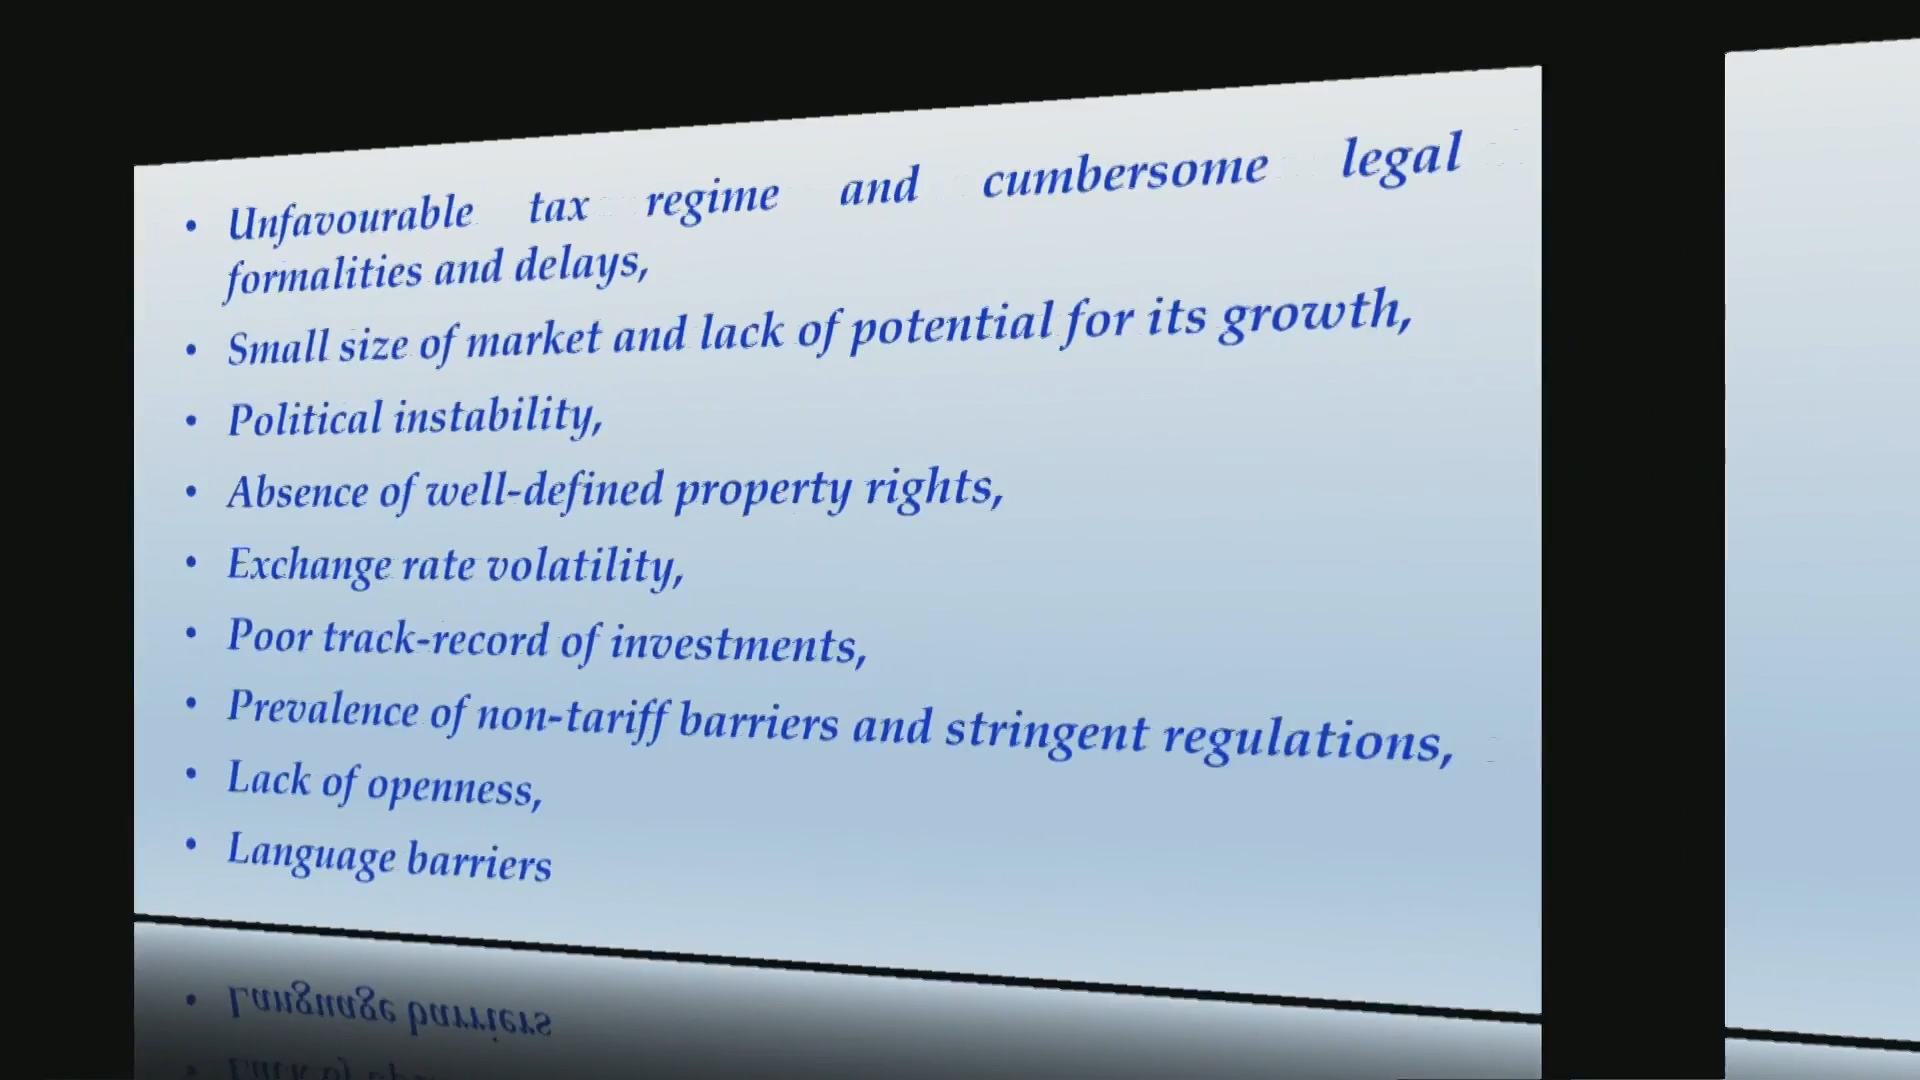 • Unfavourable tax regime and cumbersome legal
formalities and delays,
• Small size of market and lack of potential for its growth,
• Political instability,
• Absence of well-defined property rights,
• Exchange rate volatility,
• Poor track-record of investments,
• Prevalence of non-tariff barriers and stringent regulations,
• Lack of openness,
• Language barriers